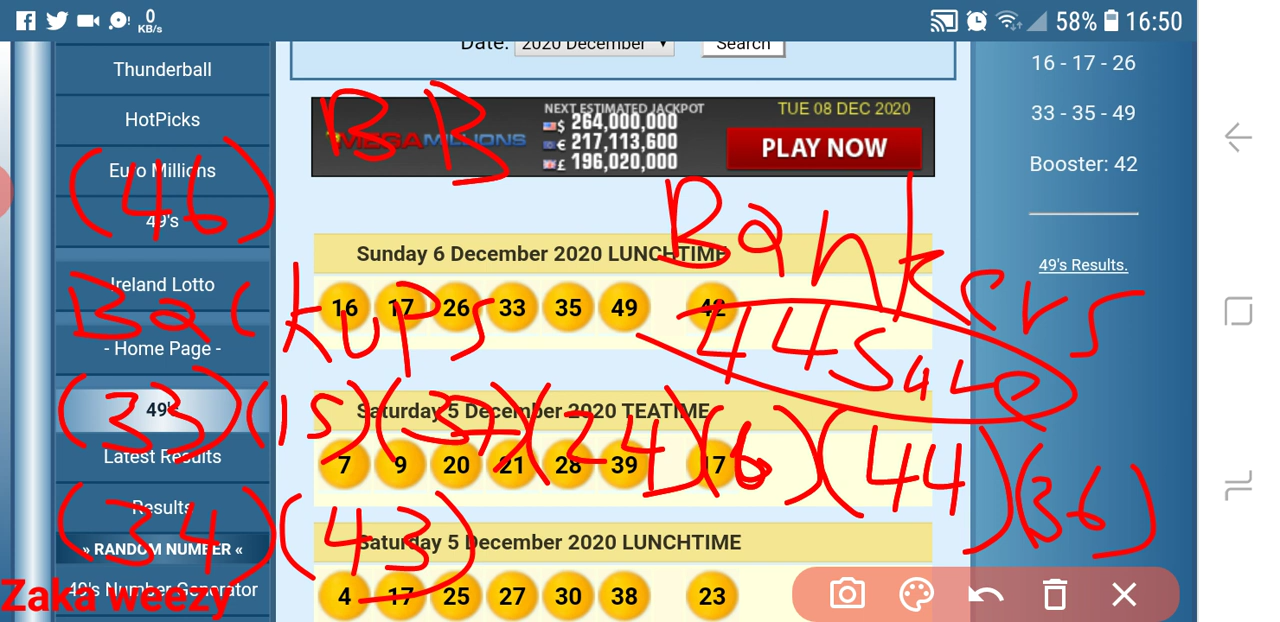 0
KB/s
58% 16:50
Thunderball
HotPicks
Euro Millions
49's
Ireland Lotto
- Home Page -
49's
Latest Results
Results
» RANDOM NUMBER «
49's Number Generator
Date: 2020 December Search
MEGAMILLIONS
NEXT ESTIMATED JACKPOT
$ 264,000,000
€ 217,113,600
£ 196,020,000
TUE 08 DEC 2020
PLAY NOW
Sunday 6 December 2020 LUNCHTIME
16 17 26 33 35 49 42
Saturday 5 December 2020 TEATIME
7 9 20 21 28 39 17
Saturday 5 December 2020 LUNCHTIME
4 17 25 27 30 38 23
16 - 17 - 26
33 - 35 - 49
Booster: 42
49's Results.
BB
(46)
Bankers
Backups
(33)(15)(37)(24)(6)(44)(36)
(34)(43)
Zaka weezy